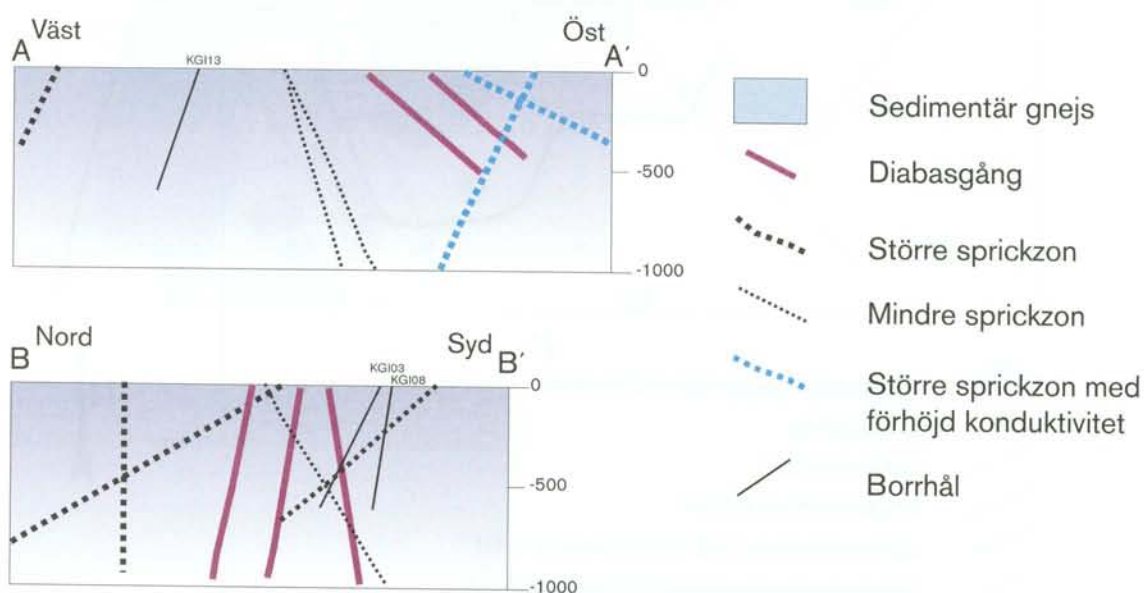 Väst
A
KGI13
Öst
A′
0
-500
-1000
Nord
B
KGI03
KGI08
Syd
B′
0
-500
-1000
Sedimentär gnejs
Diabasgång
Större sprickzon
Mindre sprickzon
Större sprickzon med
förhöjd konduktivitet
Borrhål